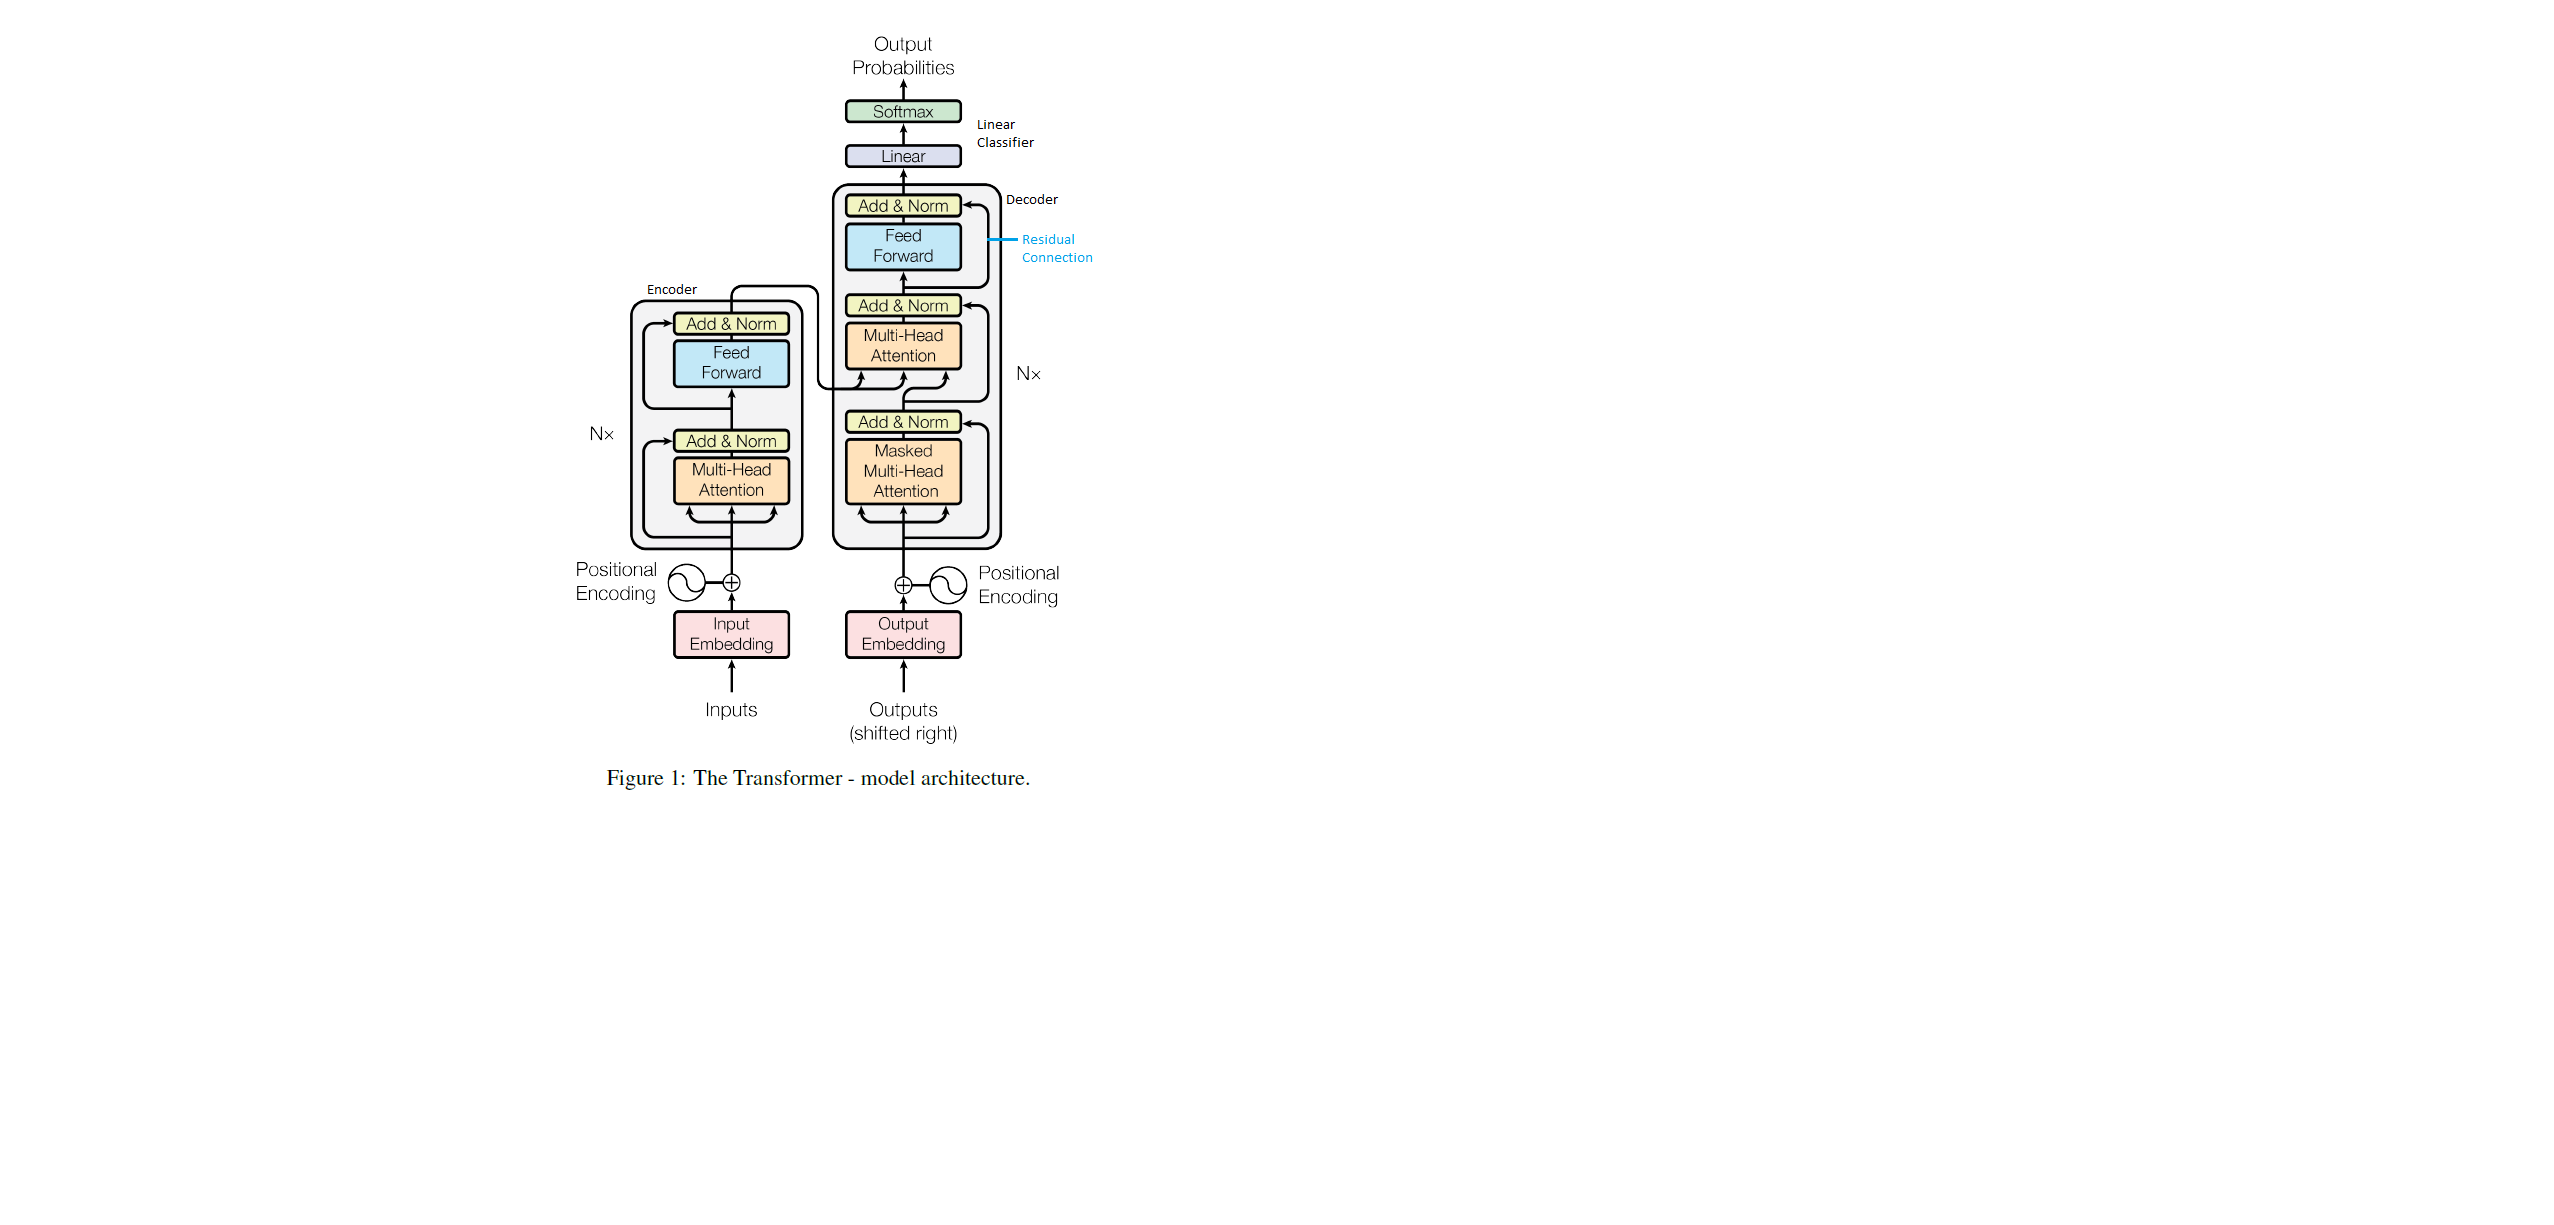 Output
Probabilities
Softmax
Linear
Classifier
Linear
Add & Norm
Decoder
Feed
Forward
Residual
Connection
Add & Norm
Multi-Head
Attention
N×
Add & Norm
Masked
Multi-Head
Attention
Encoder
Add & Norm
Feed
Forward
N×
Add & Norm
Multi-Head
Attention
Positional
Encoding
Positional
Encoding
Input
Embedding
Output
Embedding
Inputs
Outputs
(shifted right)
Figure 1: The Transformer - model architecture.